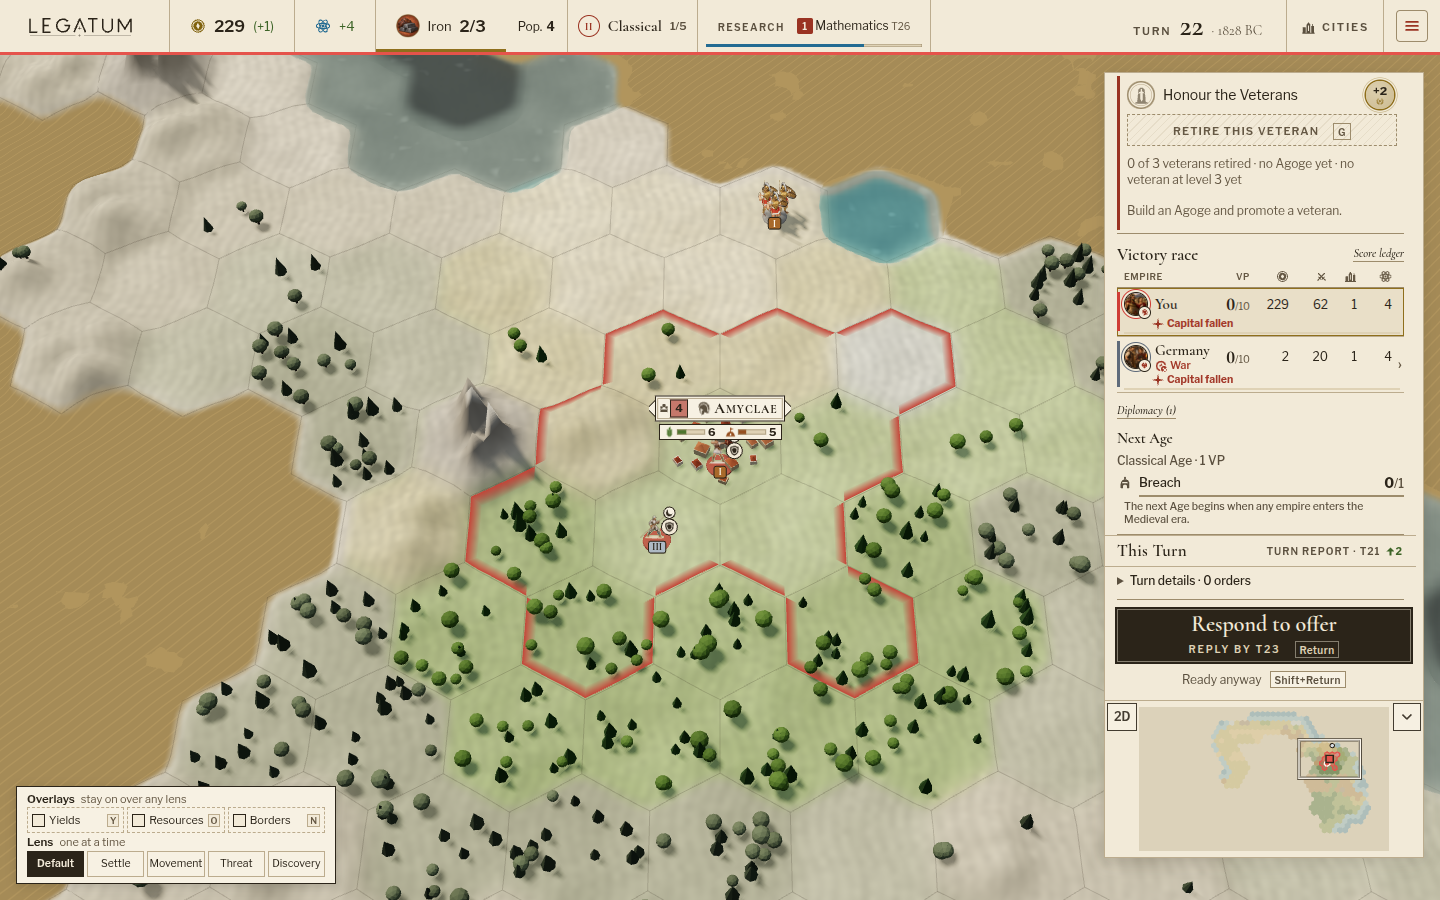 LEGATUM
229 (+1)
+4
Iron 2/3
Pop. 4
II Classical 1/5
RESEARCH 1 Mathematics T26
TURN 22 · 1828 BC
CITIES
Honour the Veterans
+2
RETIRE THIS VETERAN G
0 of 3 veterans retired · no Agoge yet · no
veteran at level 3 yet
Build an Agoge and promote a veteran.
Victory race
Score ledger
EMPIRE VP
You 0/10 229 62 1 4
Capital fallen
Germany 0/10 2 20 1 4 ›
War
Capital fallen
Diplomacy (1)
Next Age
Classical Age · 1 VP
Breach 0/1
The next Age begins when any empire enters the
Medieval era.
This Turn
TURN REPORT · T21 2
Turn details · 0 orders
Respond to offer
REPLY BY T23 Return
Ready anyway Shift+Return
2D
I
4 AMYCLAE
6 5
I
III
Overlays stay on over any lens
Yields Y
Resources O
Borders N
Lens one at a time
Default
Settle
Movement
Threat
Discovery